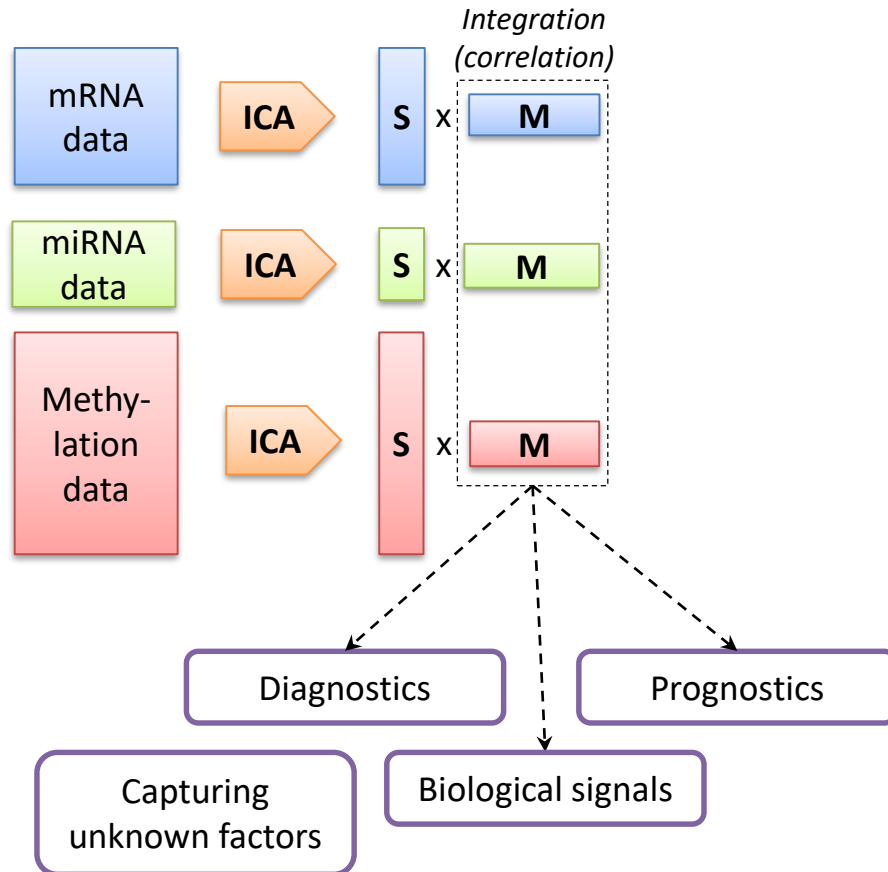 Integration
(correlation)
mRNA
data
ICA
S x M
miRNA
data
ICA
S x M
Methy-
lation
data
ICA
S x M
Diagnostics
Prognostics
Capturing
unknown factors
Biological signals